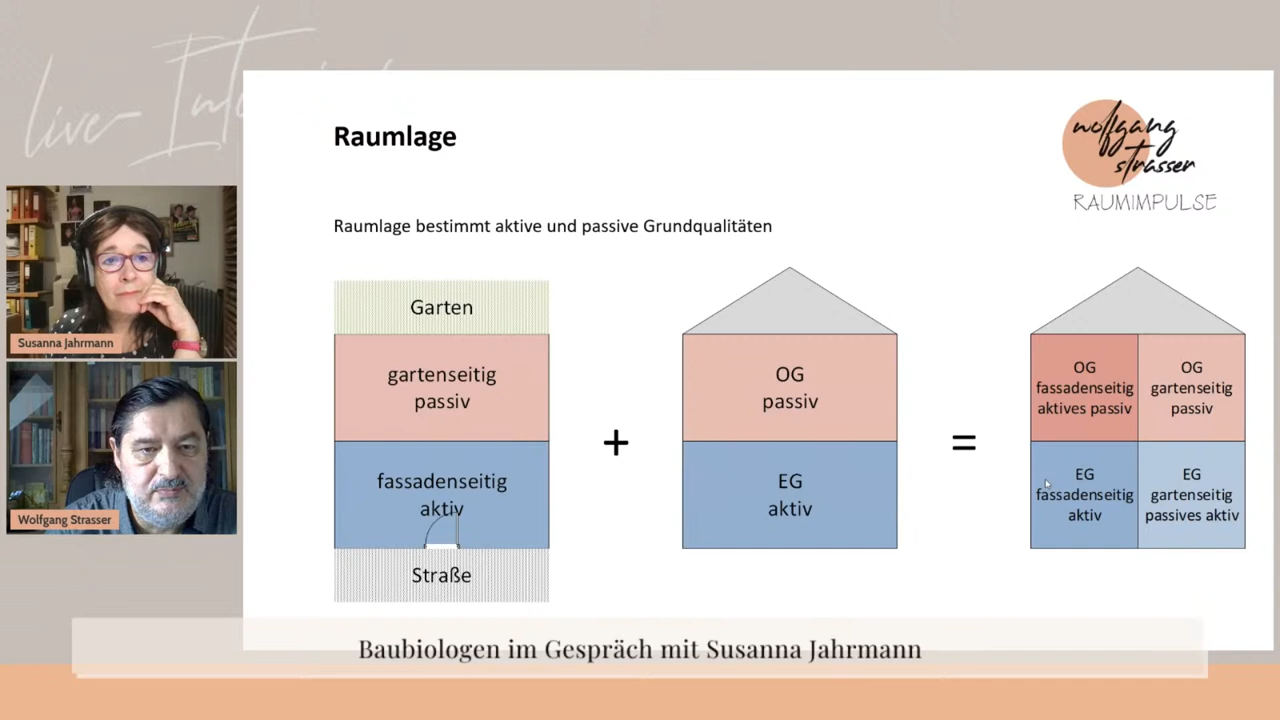 live-
Raumlage
wolfgang
strasser
RAUMIMPULSE
Raumlage bestimmt aktive und passive Grundqualitäten
Garten
gartenseitig
passiv
fassadenseitig
aktiv
Straße
+
OG
passiv
EG
aktiv
=
OG
fassadenseitig
aktives passiv
OG
gartenseitig
passiv
EG
fassadenseitig
aktiv
EG
gartenseitig
passives aktiv
Susanna Jahrmann
Wolfgang Strasser
Baubiologen im Gespräch mit Susanna Jahrmann